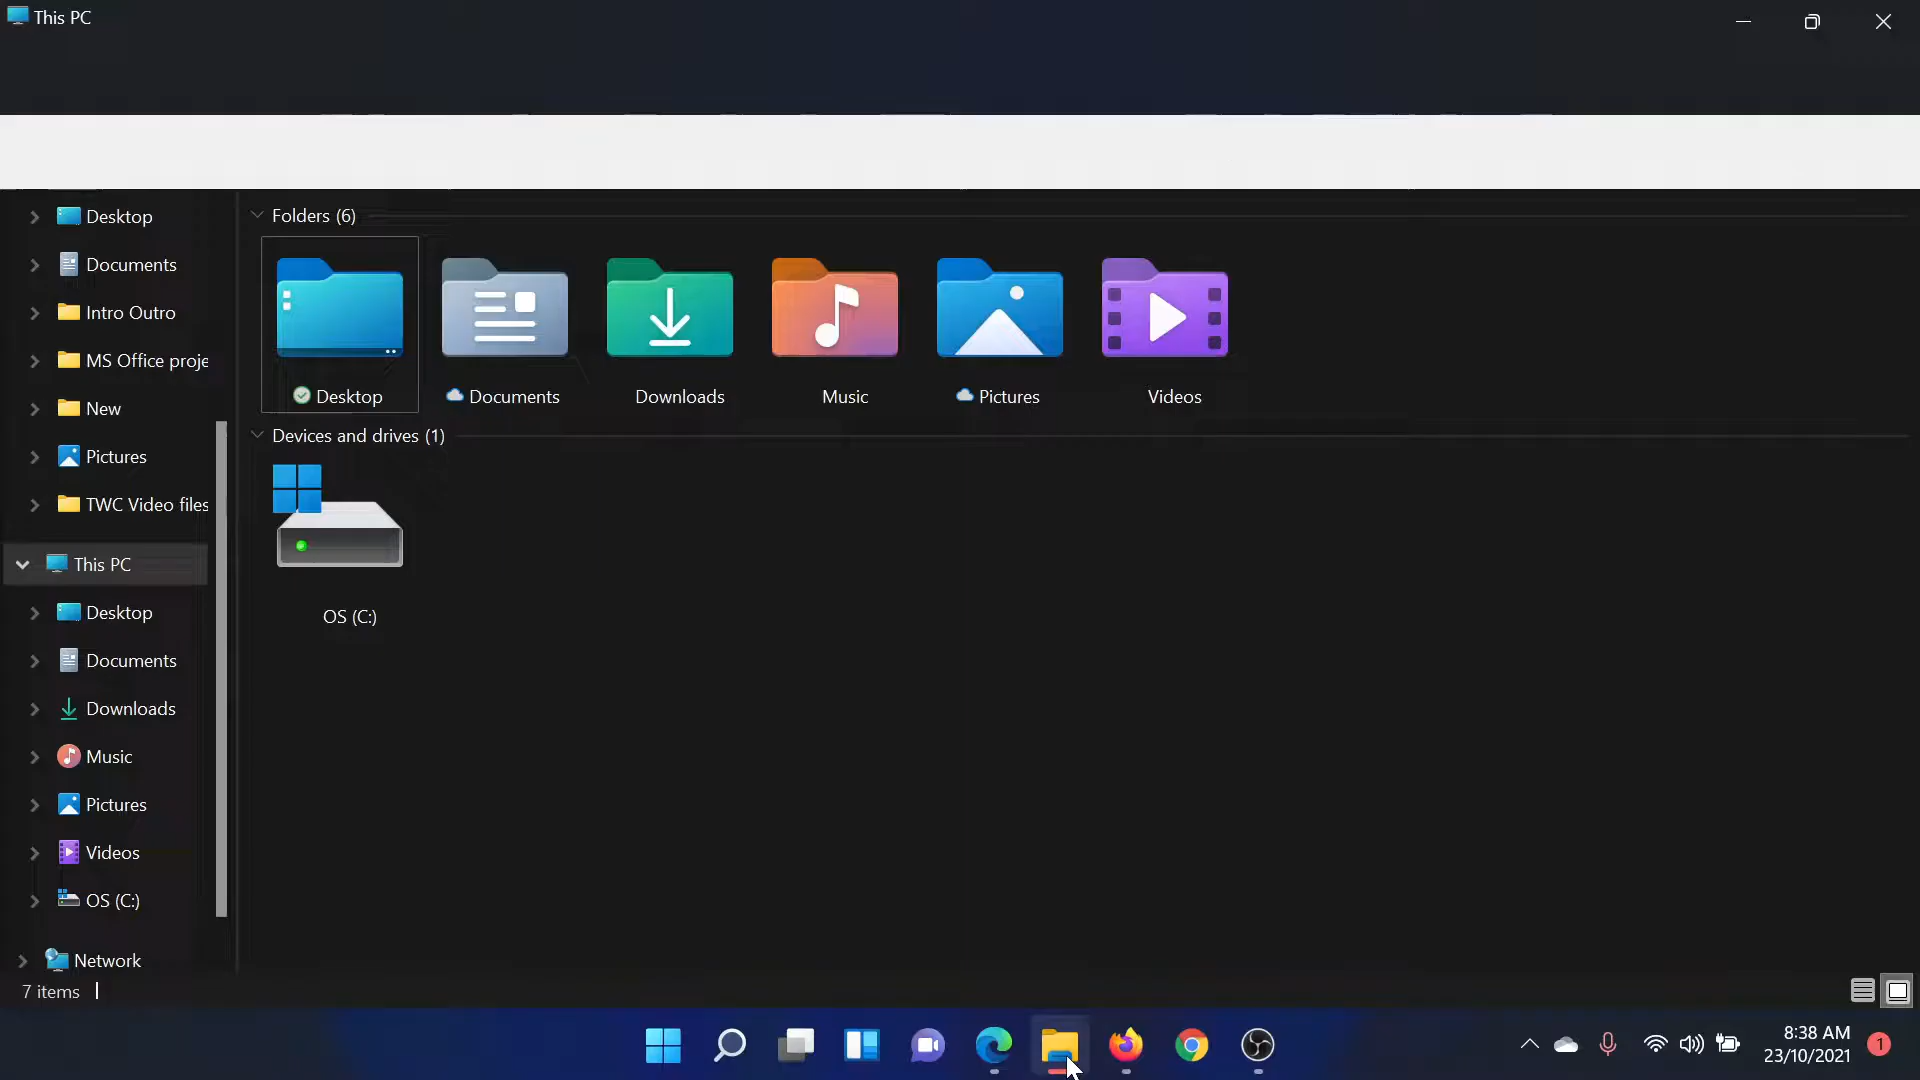 This PC
Desktop
Documents
Intro Outro
MS Office proje
New
Pictures
TWC Video files
This PC
Desktop
Documents
Downloads
Music
Pictures
Videos
OS (C:)
Network
Folders (6)
Desktop
Documents
Downloads
Music
Pictures
Videos
Devices and drives (1)
OS (C:)
7 items
8:38 AM
23/10/2021
1